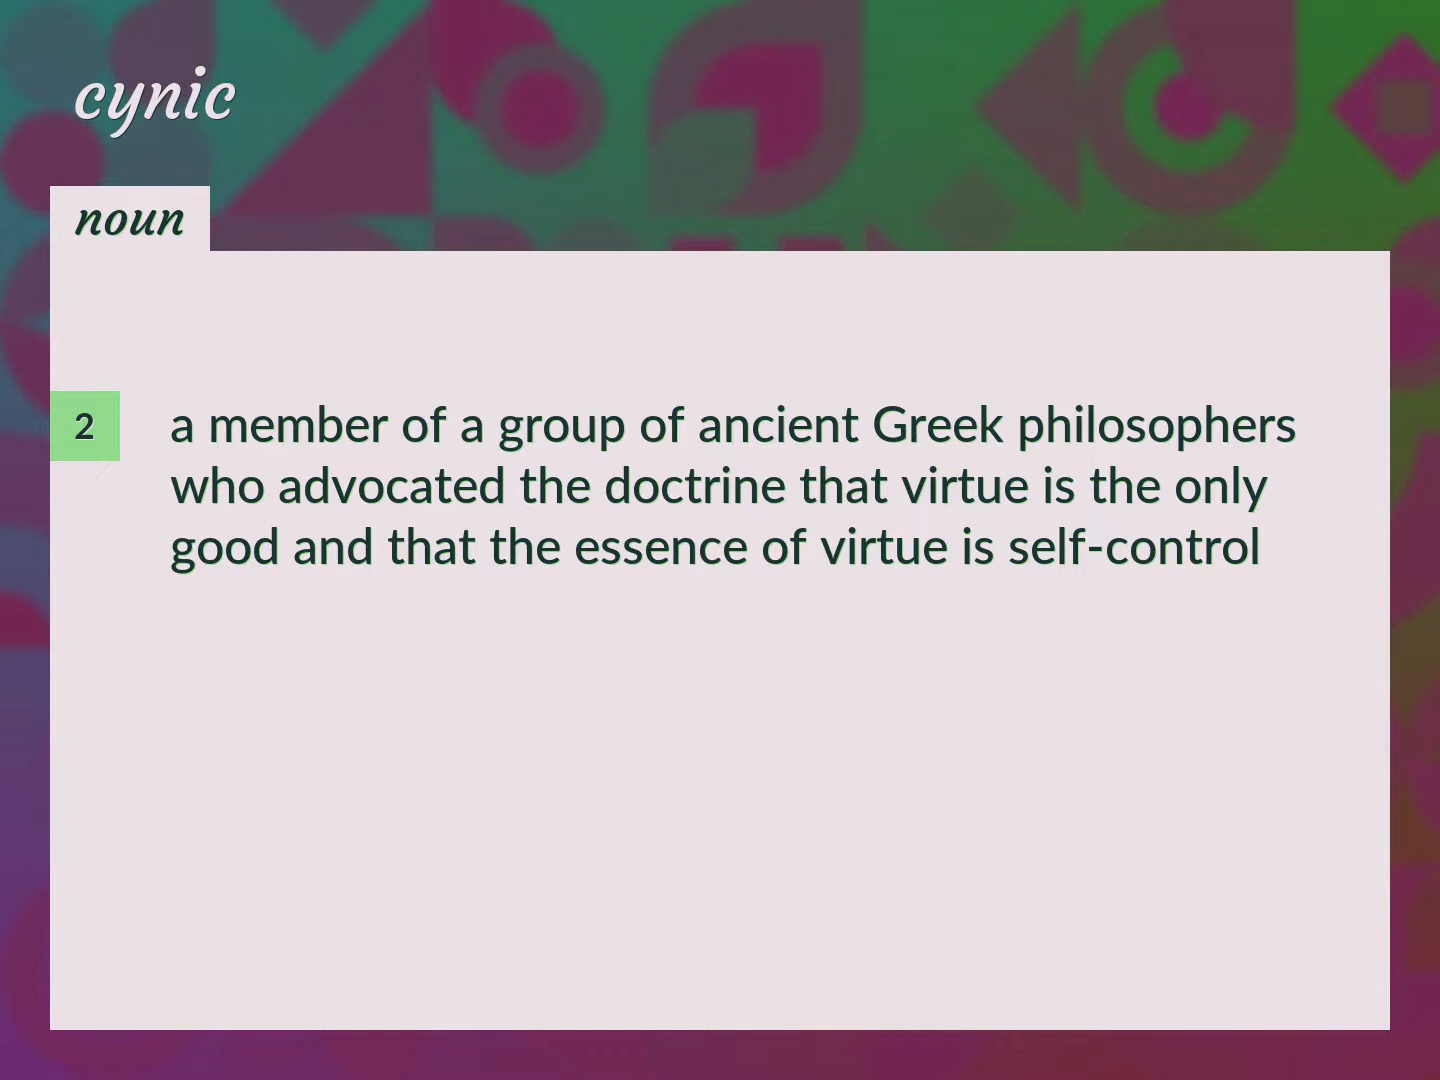 cynic
noun
2
a member of a group of ancient Greek philosophers
who advocated the doctrine that virtue is the only
good and that the essence of virtue is self-control